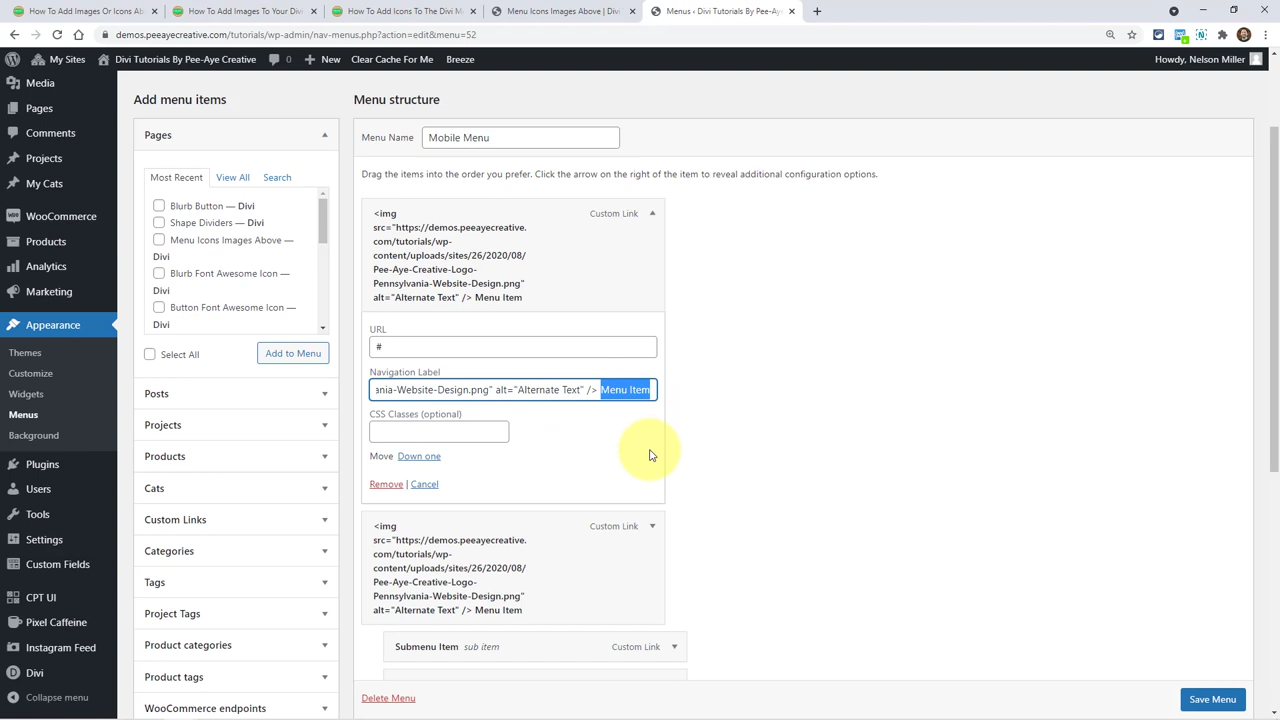 How To Add Images Or Icons Abo
How To Add Images To Your Divi
How To Add Icons To The Divi M
Menu Icons Images Above | Divi
Menus ‹ Divi Tutorials By Pee-Aye
demos.peeayecreative.com/tutorials/wp-admin/nav-menus.php?action=edit&menu=52
My Sites
Divi Tutorials By Pee-Aye Creative
0
New
Clear Cache For Me
Breeze
Howdy, Nelson Miller
Media
Pages
Comments
Projects
My Cats
WooCommerce
Products
Analytics
Marketing
Appearance
Themes
Customize
Widgets
Menus
Background
Plugins
Users
Tools
Settings
Custom Fields
CPT UI
Pixel Caffeine
Instagram Feed
Divi
Collapse menu
Add menu items
Pages
Most Recent
View All
Search
Blurb Button — Divi
Shape Dividers — Divi
Menu Icons Images Above —
Divi
Blurb Font Awesome Icon —
Divi
Button Font Awesome Icon —
Divi
Select All
Add to Menu
Posts
Projects
Products
Cats
Custom Links
Categories
Tags
Project Tags
Product categories
Product tags
WooCommerce endpoints
Menu structure
Menu Name
Mobile Menu
Drag the items into the order you prefer. Click the arrow on the right of the item to reveal additional configuration options.
<img
Custom Link
src="https://demos.peeayecreative.
com/tutorials/wp-
content/uploads/sites/26/2020/08/
Pee-Aye-Creative-Logo-
Pennsylvania-Website-Design.png"
alt="Alternate Text" /> Menu Item
URL
#
Navigation Label
ania-Website-Design.png" alt="Alternate Text" /> Menu Item
CSS Classes (optional)
Move Down one
Remove | Cancel
<img
Custom Link
src="https://demos.peeayecreative.
com/tutorials/wp-
content/uploads/sites/26/2020/08/
Pee-Aye-Creative-Logo-
Pennsylvania-Website-Design.png"
alt="Alternate Text" /> Menu Item
Submenu Item sub item
Custom Link
Delete Menu
Save Menu